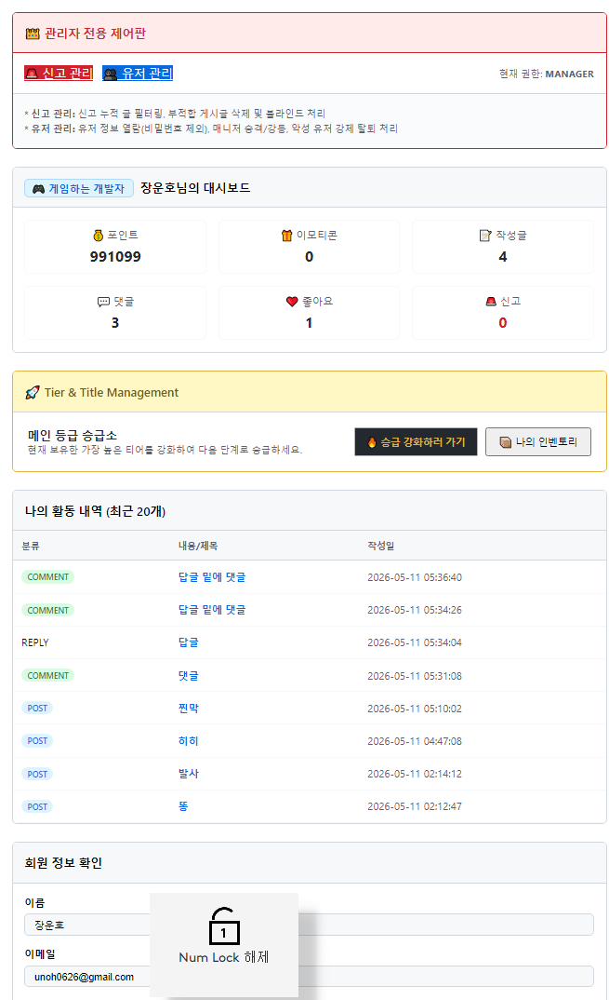 관리자 전용 제어판
신고 관리 유저 관리 현재 권한: MANAGER
* 신고 관리: 신고 누적 글 필터링, 부적합 게시글 삭제 및 블라인드 처리
* 유저 관리: 유저 정보 열람(비밀번호 제외), 매니저 승격/강등, 악성 유저 강제 탈퇴 처리
게임하는 개발자 장운호님의 대시보드
포인트 이모티콘 작성글
991099 0 4
댓글 좋아요 신고
3 1 0
Tier & Title Management
메인 등급 승급소
현재 보유한 가장 높은 티어를 강화하여 다음 단계로 승급하세요.
승급 강화하러 가기 나의 인벤토리
나의 활동 내역 (최근 20개)
분류 내용/제목 작성일
COMMENT 답글 밑에 댓글 2026-05-11 05:36:40
COMMENT 답글 밑에 댓글 2026-05-11 05:34:26
REPLY 답글 2026-05-11 05:34:04
COMMENT 댓글 2026-05-11 05:31:08
POST 찐막 2026-05-11 05:10:02
POST 히히 2026-05-11 04:47:08
POST 발사 2026-05-11 02:14:12
POST 똥 2026-05-11 02:12:47
회원 정보 확인
이름
장운호
이메일
unoh0626@gmail.com
1
Num Lock 해제